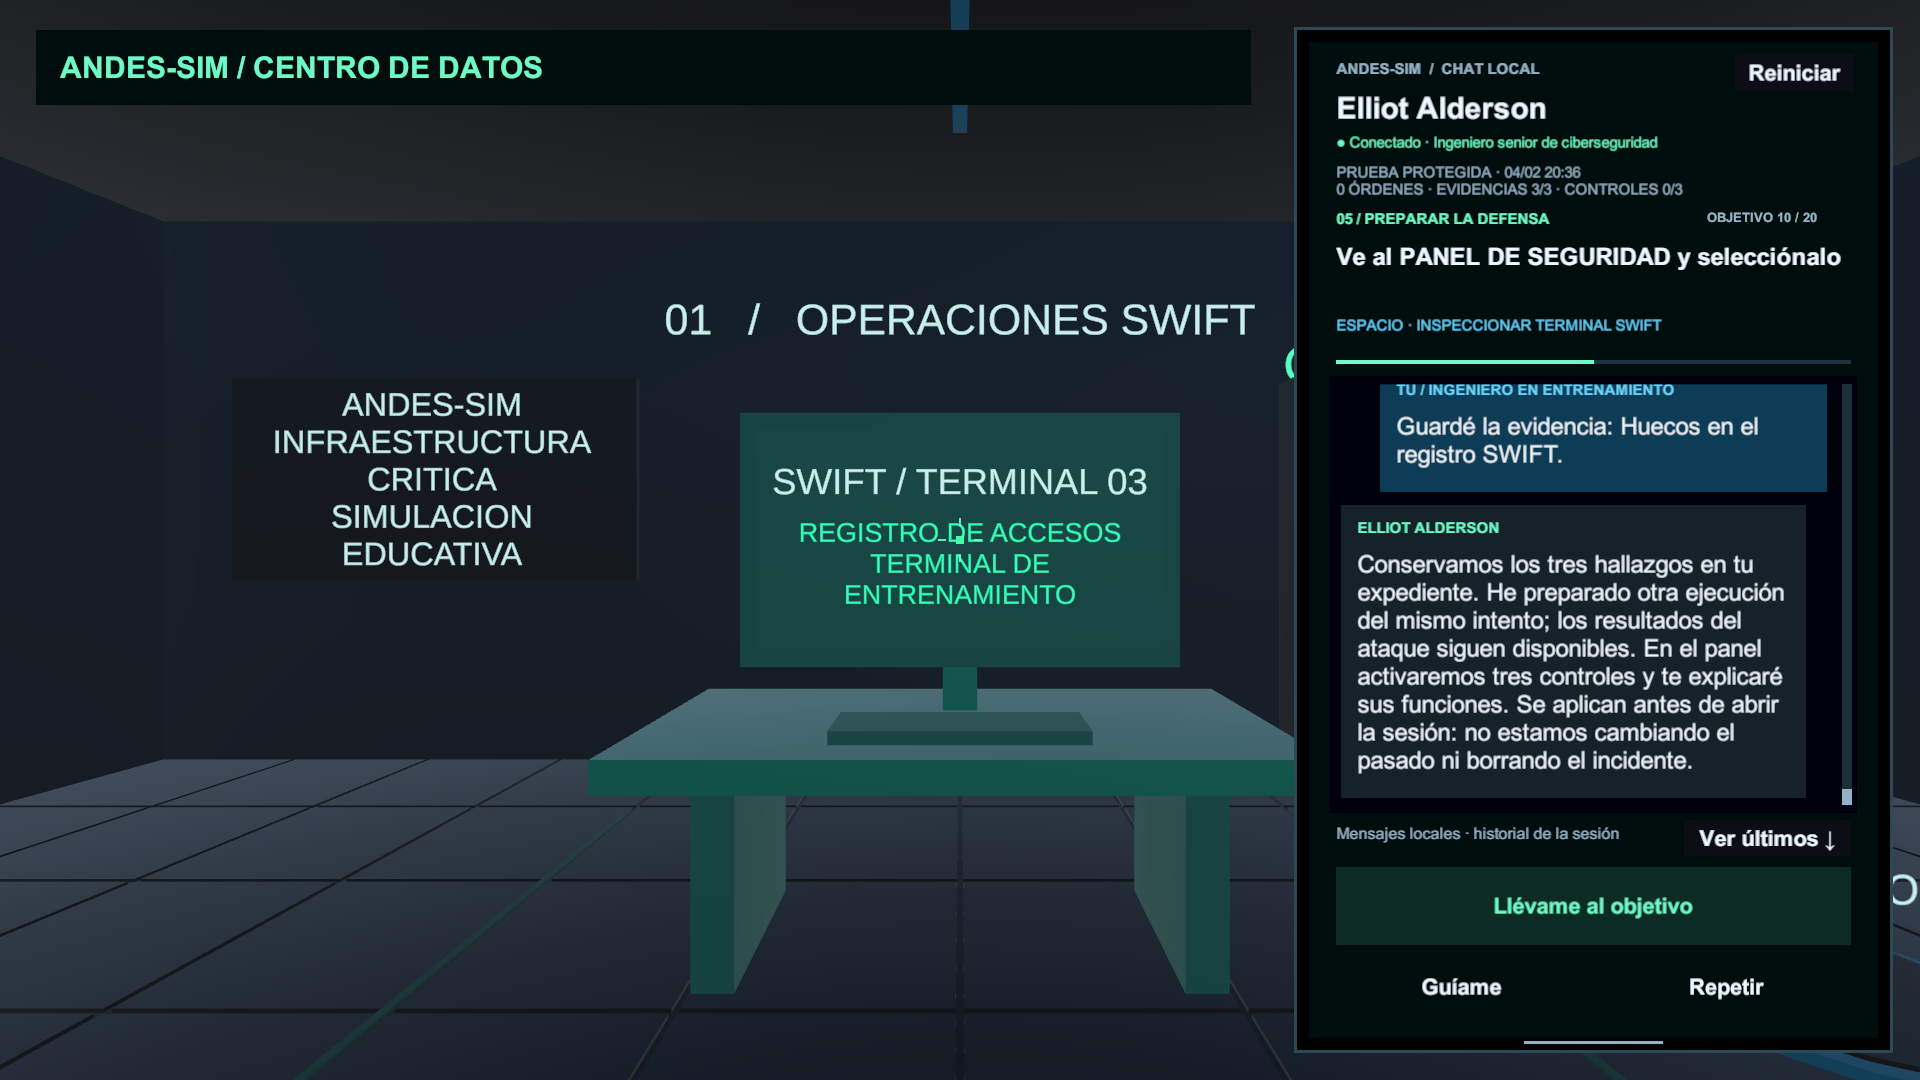 ANDES-SIM / CENTRO DE DATOS
01 / OPERACIONES SWIFT
ANDES-SIM
INFRAESTRUCTURA
CRITICA
SIMULACION
EDUCATIVA
SWIFT / TERMINAL 03
REGISTRO DE ACCESOS
TERMINAL DE
ENTRENAMIENTO
ANDES-SIM / CHAT LOCAL
Reiniciar
Elliot Alderson
● Conectado · Ingeniero senior de ciberseguridad
PRUEBA PROTEGIDA · 04/02 20:36
0 ÓRDENES · EVIDENCIAS 3/3 · CONTROLES 0/3
05 / PREPARAR LA DEFENSA
OBJETIVO 10 / 20
Ve al PANEL DE SEGURIDAD y selecciónalo
ESPACIO · INSPECCIONAR TERMINAL SWIFT
TU / INGENIERO EN ENTRENAMIENTO
Guardé la evidencia: Huecos en el
registro SWIFT.
ELLIOT ALDERSON
Conservamos los tres hallazgos en tu
expediente. He preparado otra ejecución
del mismo intento; los resultados del
ataque siguen disponibles. En el panel
activaremos tres controles y te explicaré
sus funciones. Se aplican antes de abrir
la sesión: no estamos cambiando el
pasado ni borrando el incidente.
Mensajes locales · historial de la sesión
Ver últimos ↓
Llévame al objetivo
Guíame
Repetir